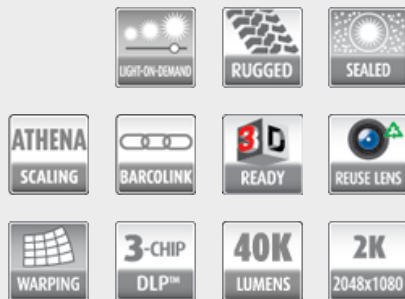 LIGHT-ON-DEMAND
RUGGED
SEALED
ATHENA
SCALING
BARCOLINK
3D
READY
REUSE LENS
WARPING
3-CHIP
DLP™
40K
LUMENS
2K
2048x1080